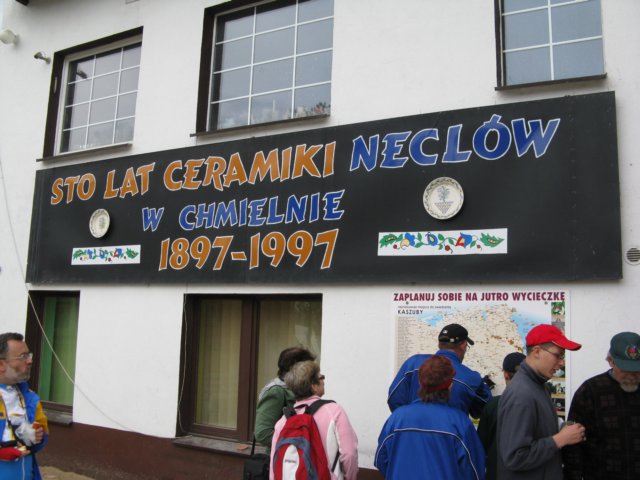 STO LAT CERAMIKI NECLÓW
W CHMIELNIE
1897-1997
ZAPLANUJ SOBIE NA JUTRO WYCIECZKĘ
KASZUBY